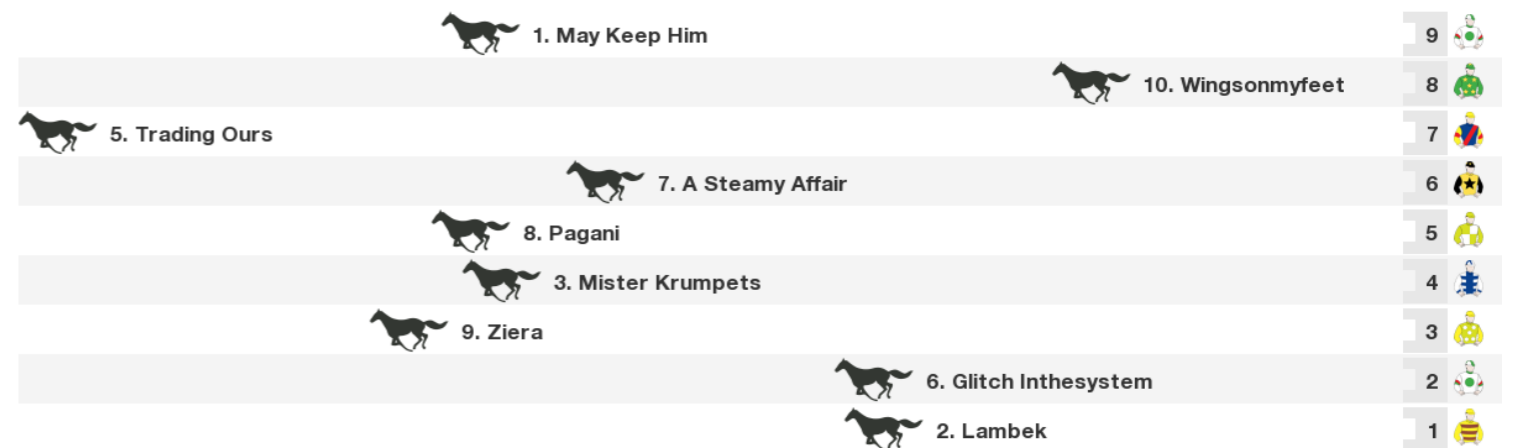 1. May Keep Him 9
10. Wingsonmyfeet 8
5. Trading Ours 7
7. A Steamy Affair 6
8. Pagani 5
3. Mister Krumpets 4
9. Ziera 3
6. Glitch Inthesystem 2
2. Lambek 1